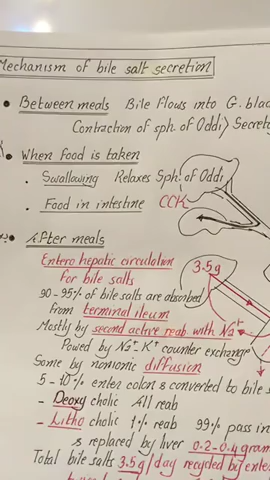 Mechanism of bile salt secretion
• Between meals Bile Flows into G. blad
Contraction of sph. of Oddi > Secreto
When Food is taken
• Swallowing Relaxes Sph. of Oddi
• Food in intestine CCK
• After meals
Entero hepatic circulation
for bile salts
3.5g
90-95% of bile salts are absorbed
from terminal ileum
Mostly by second active reab. with Na+
Powed by Na+-K+ counter exchange
Some by nonionic diffusion
5-10% enter colon & converted to bile s
- Deoxy cholic All reab
- Litho cholic 1% reab 99% pass in
& replaced by liver 0.2-0.4 gram
Total bile salts 3.5g/day recycled by ente